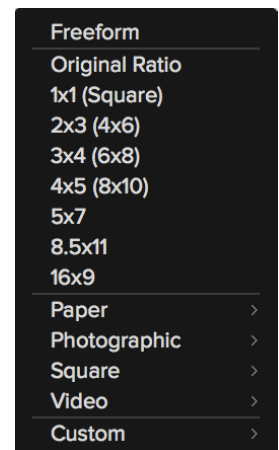 Freeform
Original Ratio
1x1 (Square)
2x3 (4x6)
3x4 (6x8)
4x5 (8x10)
5x7
8.5x11
16x9
Paper
Photographic
Square
Video
Custom